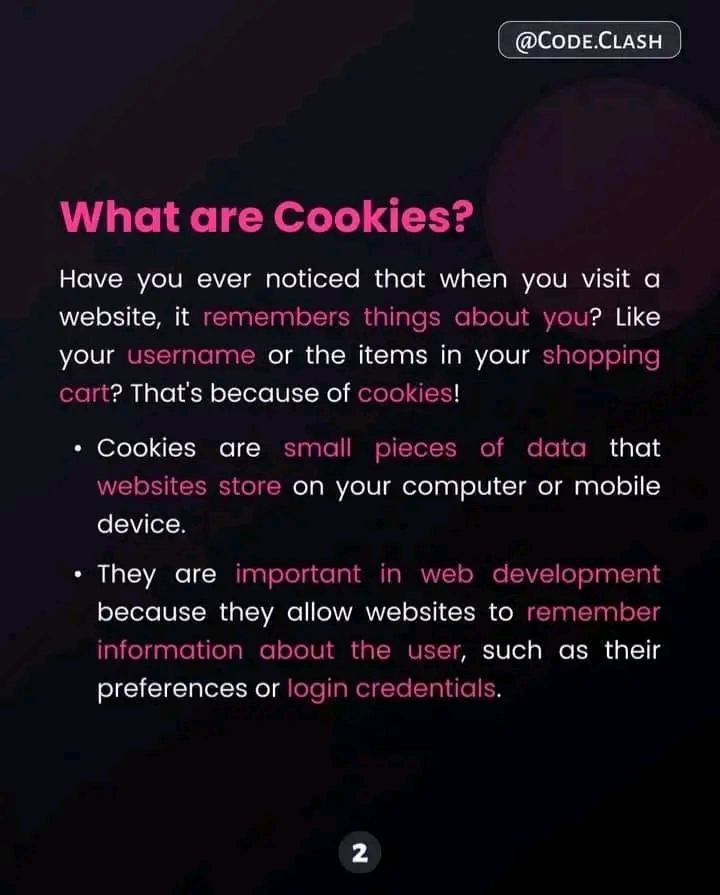 @CODE.CLASH
What are Cookies?
Have you ever noticed that when you visit a
website, it remembers things about you? Like
your username or the items in your shopping
cart? That's because of cookies!
• Cookies are small pieces of data that
websites store on your computer or mobile
device.
• They are important in web development
because they allow websites to remember
information about the user, such as their
preferences or login credentials.
2